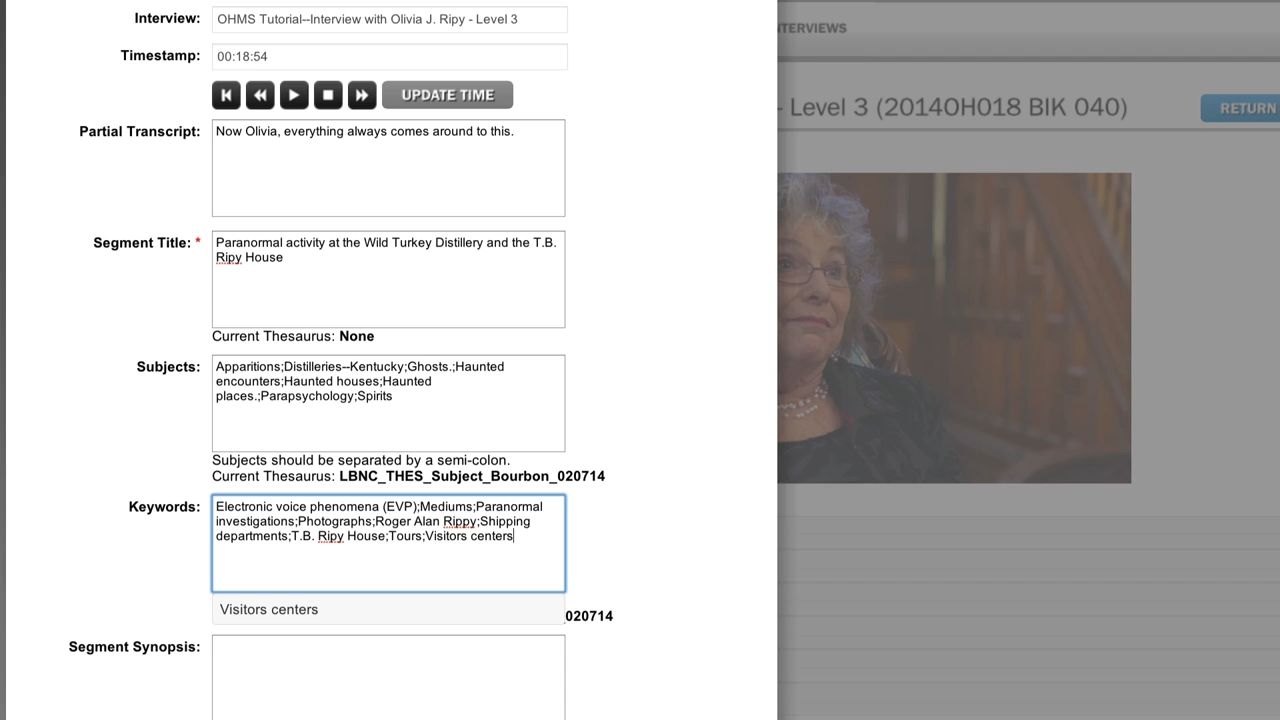 Interview:
OHMS Tutorial--Interview with Olivia J. Ripy - Level 3
Timestamp:
00:18:54
UPDATE TIME
Partial Transcript:
Now Olivia, everything always comes around to this.
Segment Title: *
Paranormal activity at the Wild Turkey Distillery and the T.B.
Ripy House
Current Thesaurus: None
Subjects:
Apparitions;Distilleries--Kentucky;Ghosts.;Haunted
encounters;Haunted houses;Haunted
places.;Parapsychology;Spirits
Subjects should be separated by a semi-colon.
Current Thesaurus: LBNC_THES_Subject_Bourbon_020714
Keywords:
Electronic voice phenomena (EVP);Mediums;Paranormal
investigations;Photographs;Roger Alan Rippy;Shipping
departments;T.B. Ripy House;Tours;Visitors centers
Visitors centers
020714
Segment Synopsis:
TERVIEWS
- Level 3 (2014OH018 BIK 040)
RETURN